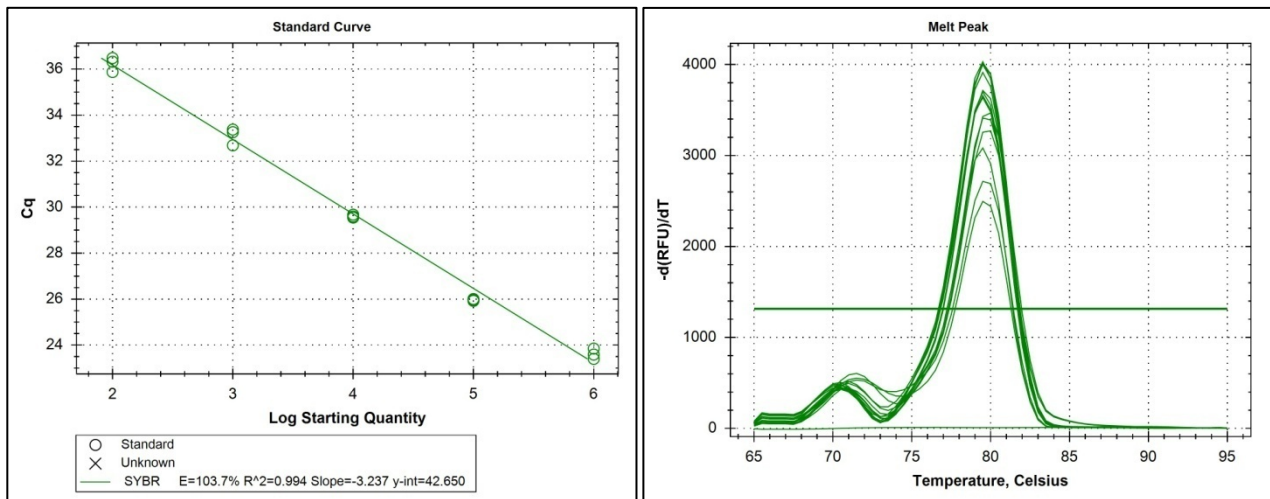 Standard Curve
36
34
32
30
28
26
24
Cq
2
3
4
5
6
Log Starting Quantity
Standard
Unknown
SYBR E=103.7% R^2=0.994 Slope=-3.237 y-int=42.650
Melt Peak
4000
3000
2000
1000
0
-d(RFU)/dT
65
70
75
80
85
90
95
Temperature, Celsius